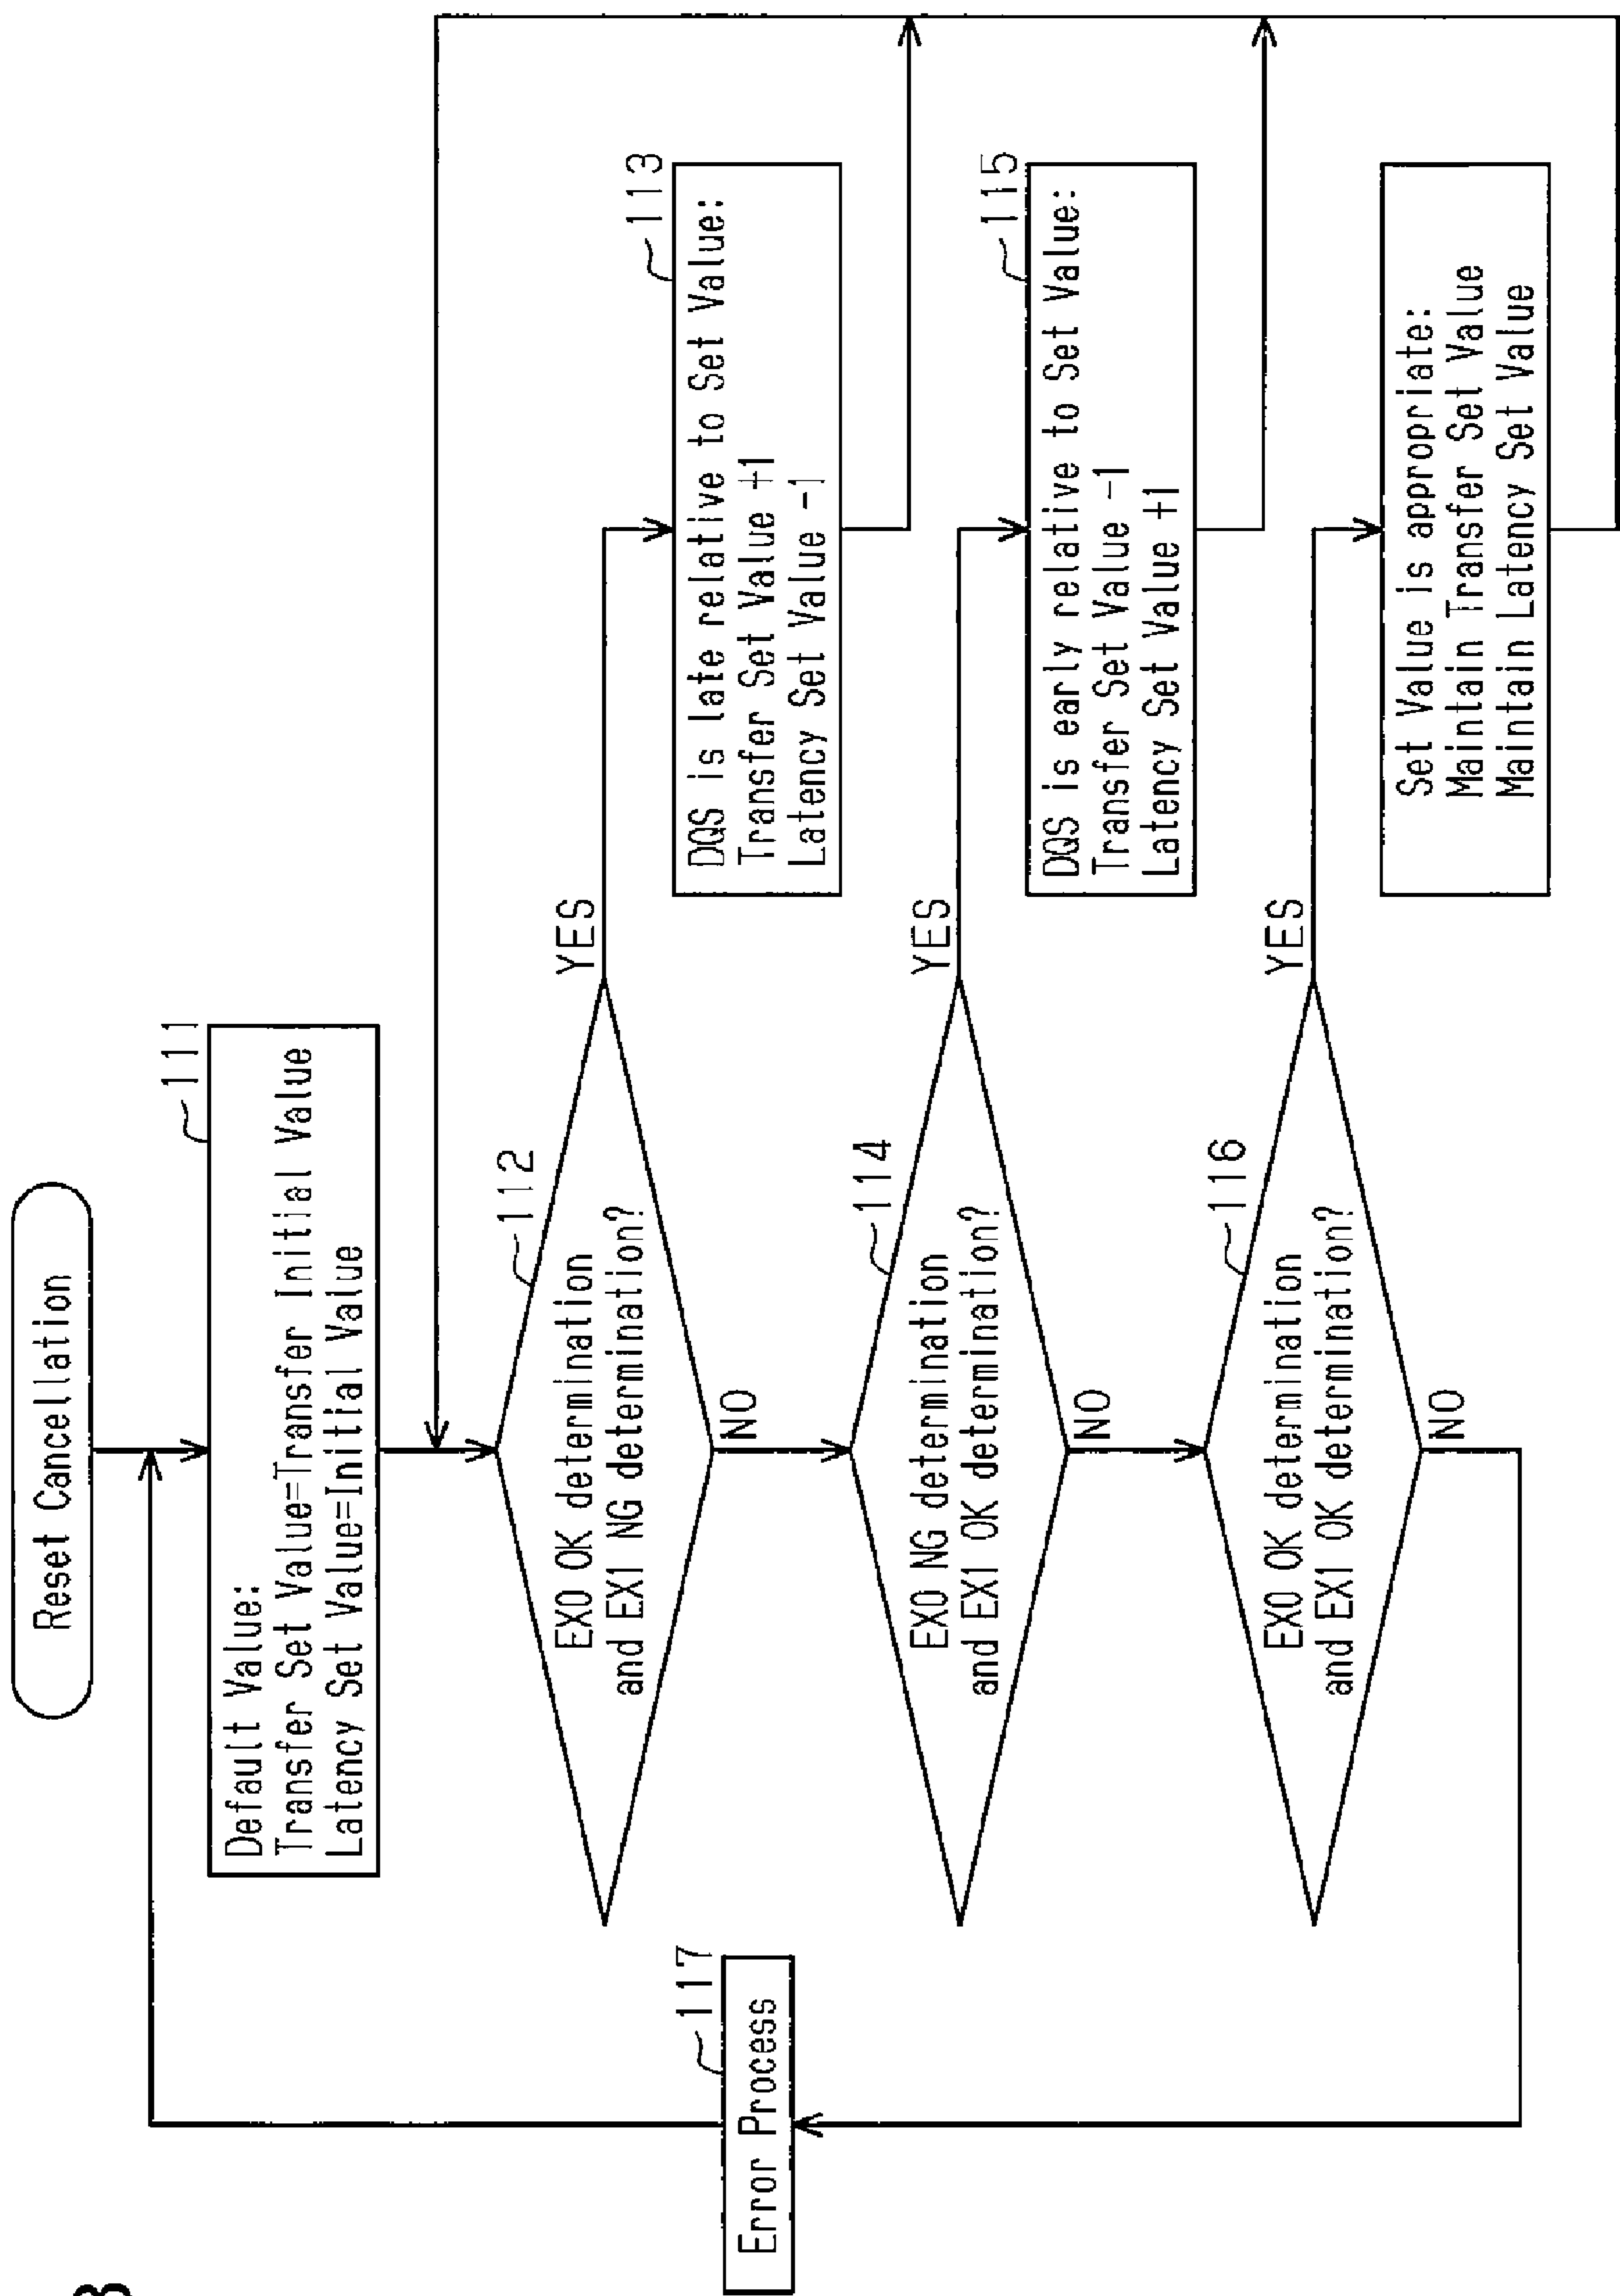 Reset Cancellation
111
Default Value:
Transfer Set Value=Transfer Initial Value
Latency Set Value=Initial Value
112
EX0 OK determination
and EX1 NG determination?
YES
NO
113
DQS is late relative to Set Value:
Transfer Set Value +1
Latency Set Value -1
114
EX0 NG determination
and EX1 OK determination?
YES
NO
115
DQS is early relative to Set Value:
Transfer Set Value -1
Latency Set Value +1
116
EX0 OK determination
and EX1 OK determination?
YES
NO
Set Value is appropriate:
Maintain Transfer Set Value
Maintain Latency Set Value
117
Error Process